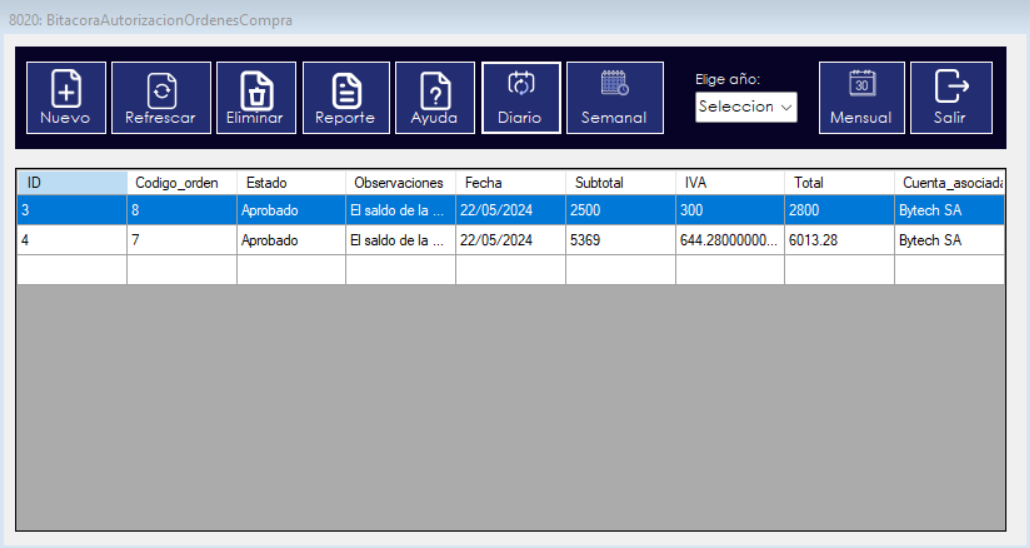 8020: BitacoraAutorizacionOrdenesCompra
Elige año:
Nuevo Refrescar Eliminar Reporte Ayuda Diario Semanal Seleccion 30 Mensual Salir
ID Codigo_orden Estado Observaciones Fecha Subtotal IVA Total Cuenta_asociada
3 8 Aprobado El saldo de la ... 22/05/2024 2500 300 2800 Bytech SA
4 7 Aprobado El saldo de la ... 22/05/2024 5369 644.28000000... 6013.28 Bytech SA